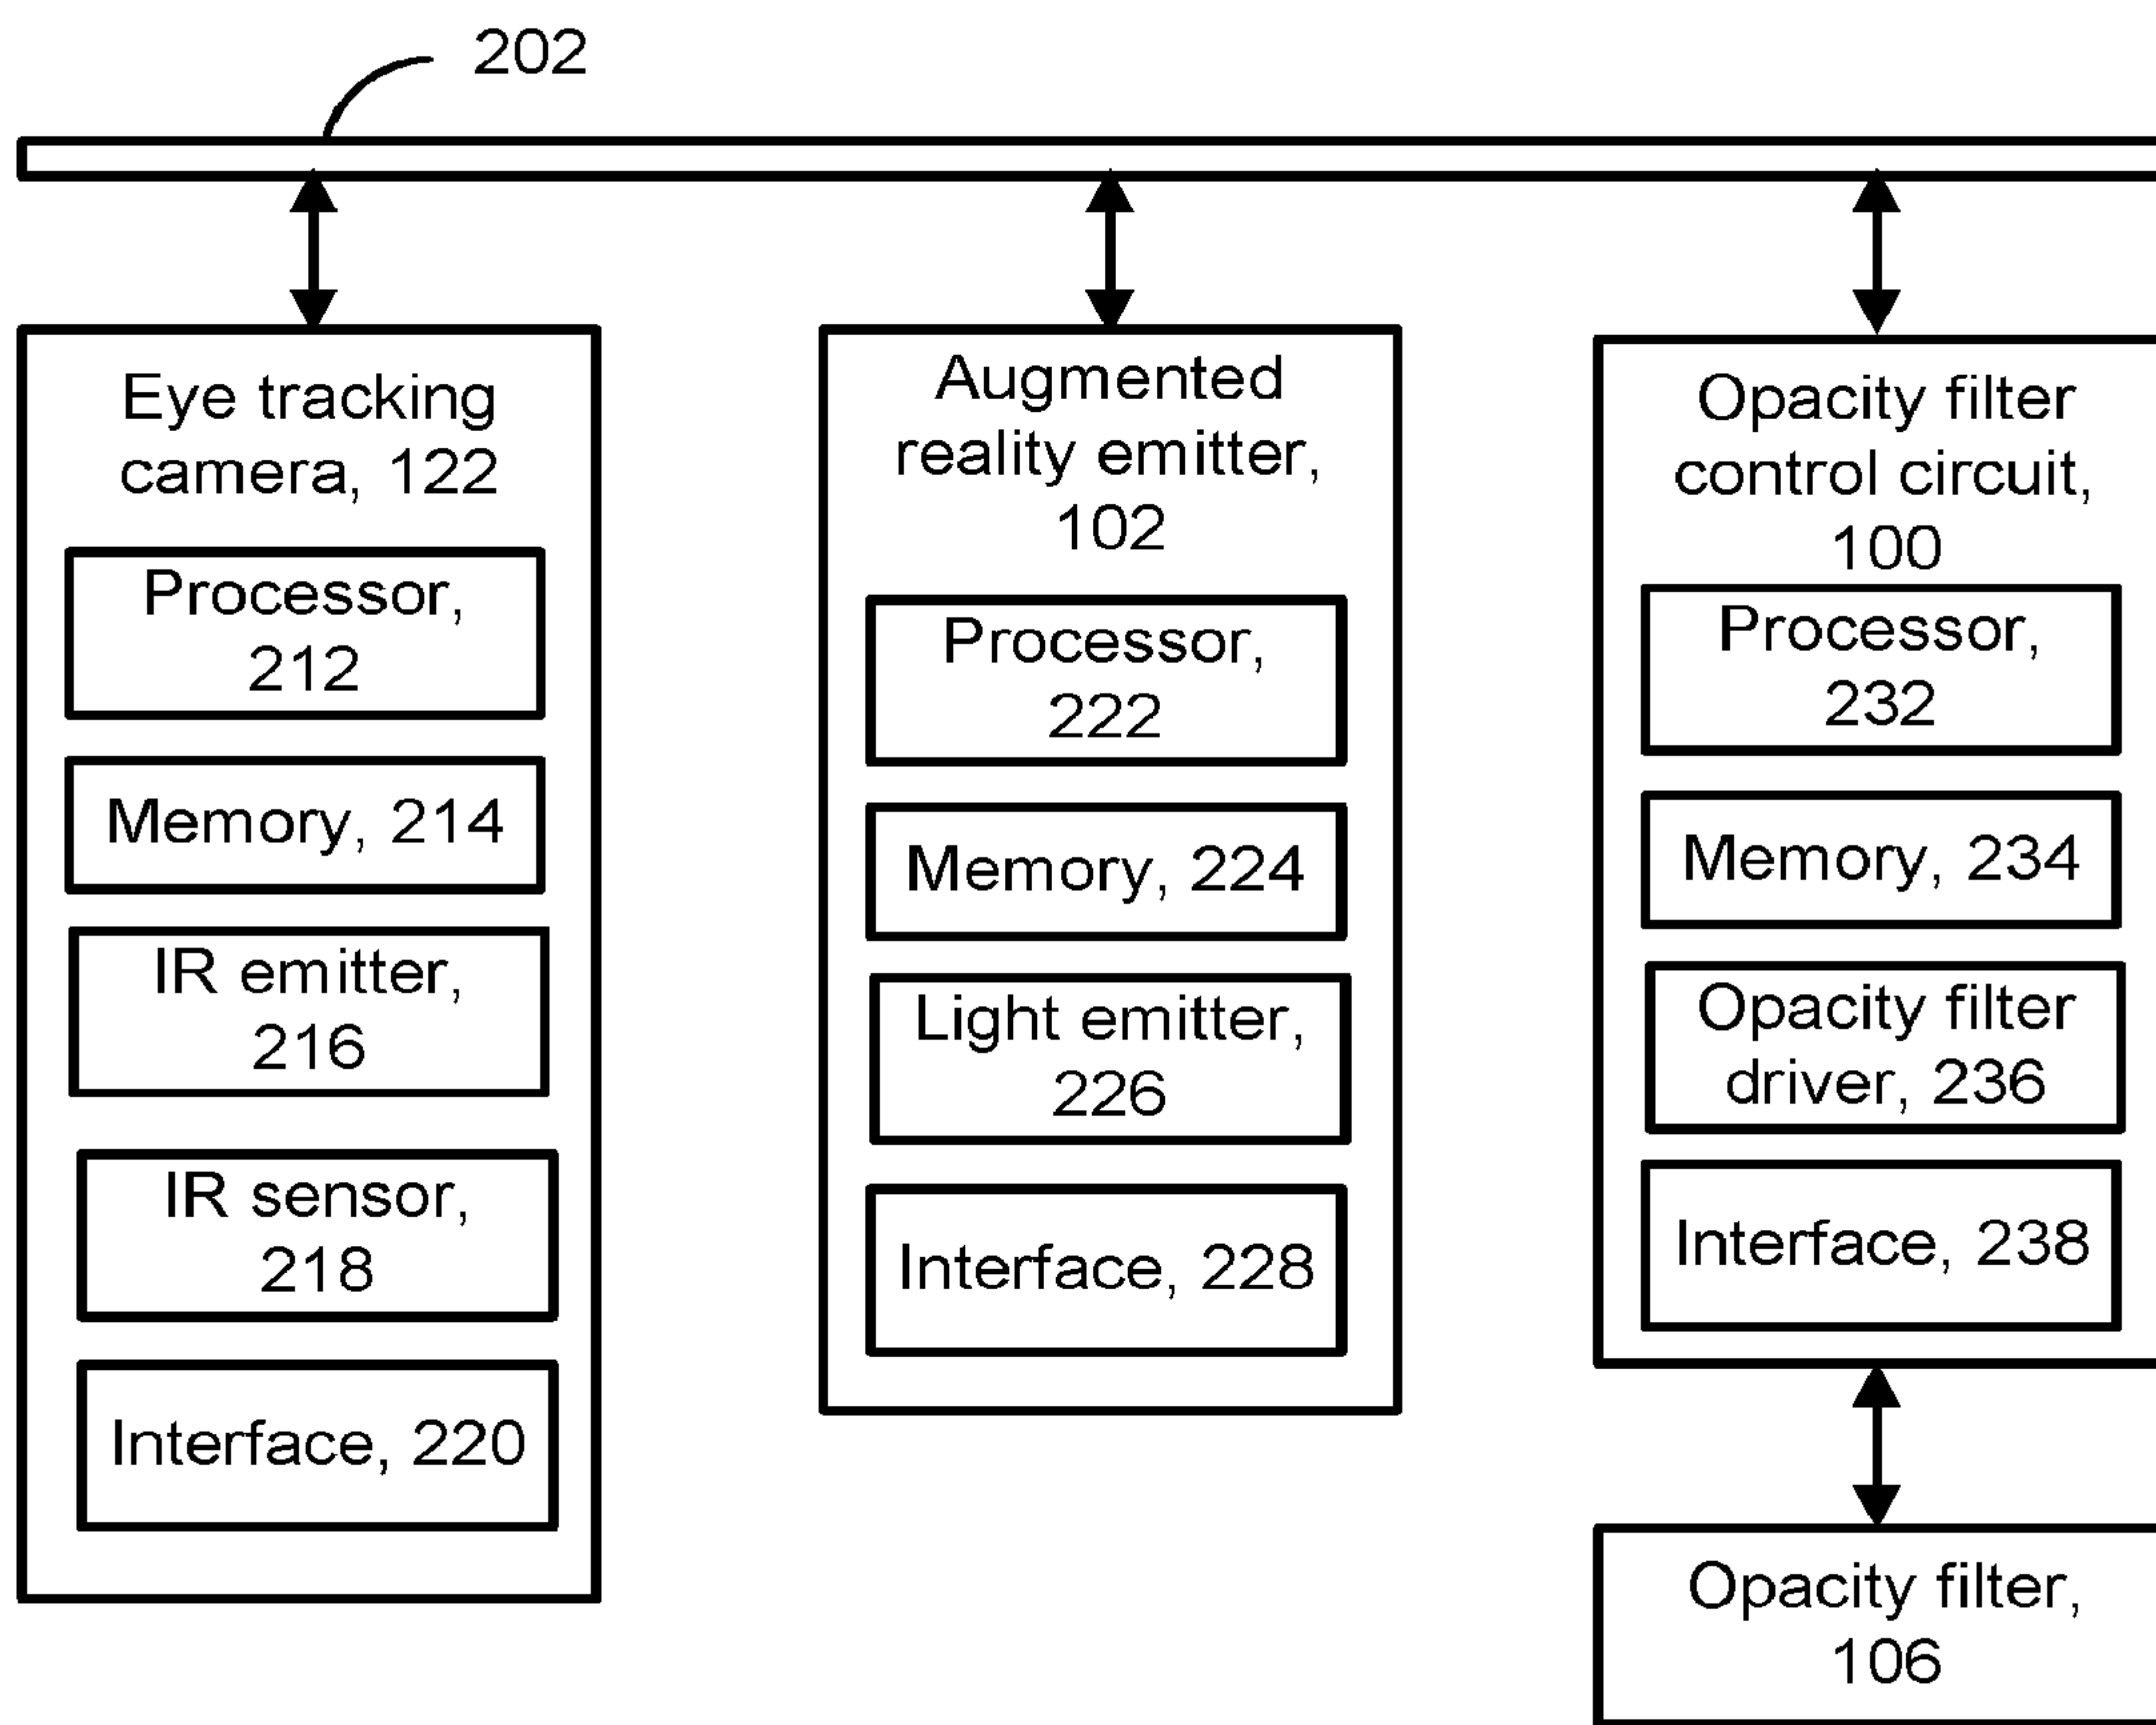 202
Eye tracking
camera, 122
Processor,
212
Memory, 214
IR emitter,
216
IR sensor,
218
Interface, 220
Augmented
reality emitter,
102
Processor,
222
Memory, 224
Light emitter,
226
Interface, 228
Opacity filter
control circuit,
100
Processor,
232
Memory, 234
Opacity filter
driver, 236
Interface, 238
Opacity filter,
106